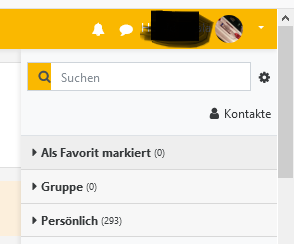 Suchen
Kontakte
Als Favorit markiert (0)
Gruppe (0)
Persönlich (293)